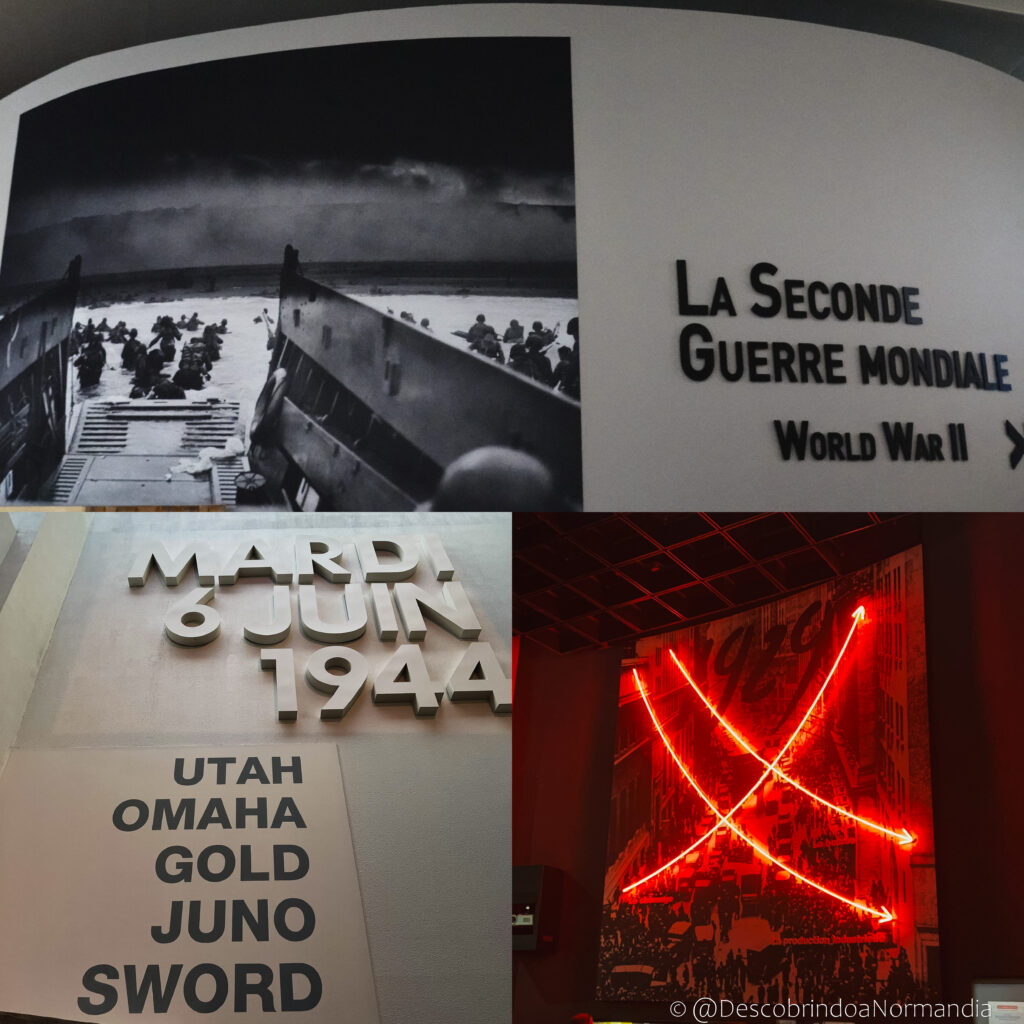 LA SECONDE
GUERRE MONDIALE
WORLD WAR II
MARDI
6 JUIN
1944
UTAH
OMAHA
GOLD
JUNO
SWORD
1929
© @DescobrindoaNormandia